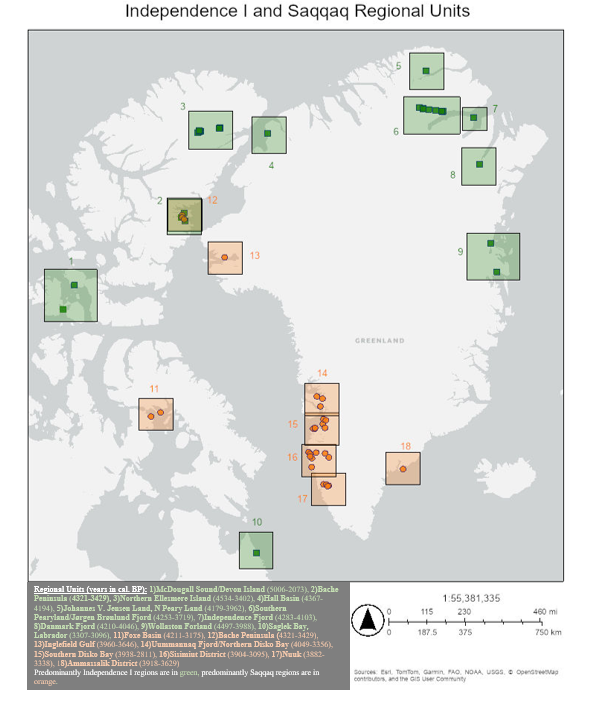 Independence I and Saqqaq Regional Units
5
3
7
6
4
8
2
12
9
13
1
GREENLAND
14
11
15
18
16
17
10
Regional Units (years in cal. BP): 1)McDougall Sound/Devon Island (5006-2073), 2)Bache
Peninsula (4321-3429), 3)Northern Ellesmere Island (4534-3402), 4)Hall Basin (4367-
4194), 5)Johannes V. Jensen Land, N Peary Land (4179-3962), 6)Southern
Pearyland/Jørgen Brønlund Fjord (4253-3719), 7)Independence Fjord (4283-4103),
8)Danmark Fjord (4210-4046), 9)Wollaston Forland (4497-3988), 10)Saglek Bay,
Labrador (3307-3096), 11)Foxe Basin (4211-3175), 12)Bache Peninsula (4321-3429),
13)Inglefield Gulf (3960-3646), 14)Uummannaq Fjord/Northern Disko Bay (4049-3356),
15)Southern Disko Bay (3938-2811), 16)Sisimiut District (3904-3095), 17)Nuuk (3882-
3338), 18)Ammassalik District (3918-3629)
Predominantly Independence I regions are in green, predominantly Saqqaq regions are in
orange.
1:55,381,335
0 115 230 460 mi
0 187.5 375 750 km
Sources: Esri, TomTom, Garmin, FAO, NOAA, USGS, © OpenStreetMap
contributors, and the GIS User Community